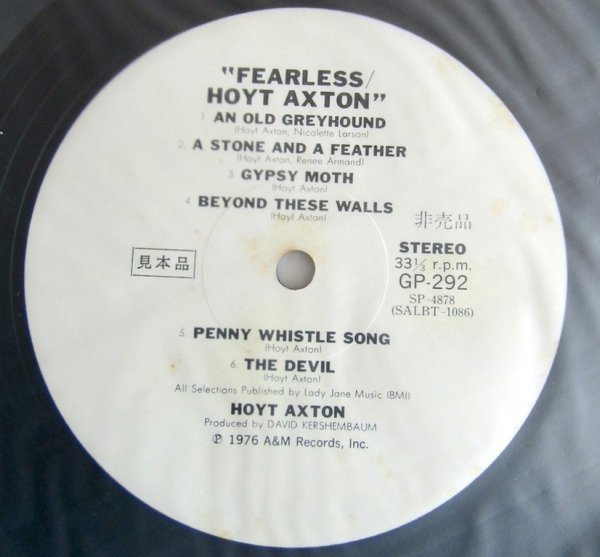 "FEARLESS/
HOYT AXTON"
1. AN OLD GREYHOUND
(Hoyt Axton, Nicolette Larson)
2. A STONE AND A FEATHER
(Hoyt Axton, Renee Armand)
3. GYPSY MOTH
(Hoyt Axton)
4. BEYOND THESE WALLS
(Hoyt Axton)
非売品
見本品
STEREO
33⅓ r.p.m.
GP-292
SP-4878
(SALBT-1086)
5. PENNY WHISTLE SONG
(Hoyt Axton)
6. THE DEVIL
(Hoyt Axton)
All Selections Published by Lady Jane Music (BMI)
HOYT AXTON
Produced by DAVID KERSHEMBAUM
℗ 1976 A&M Records, Inc.